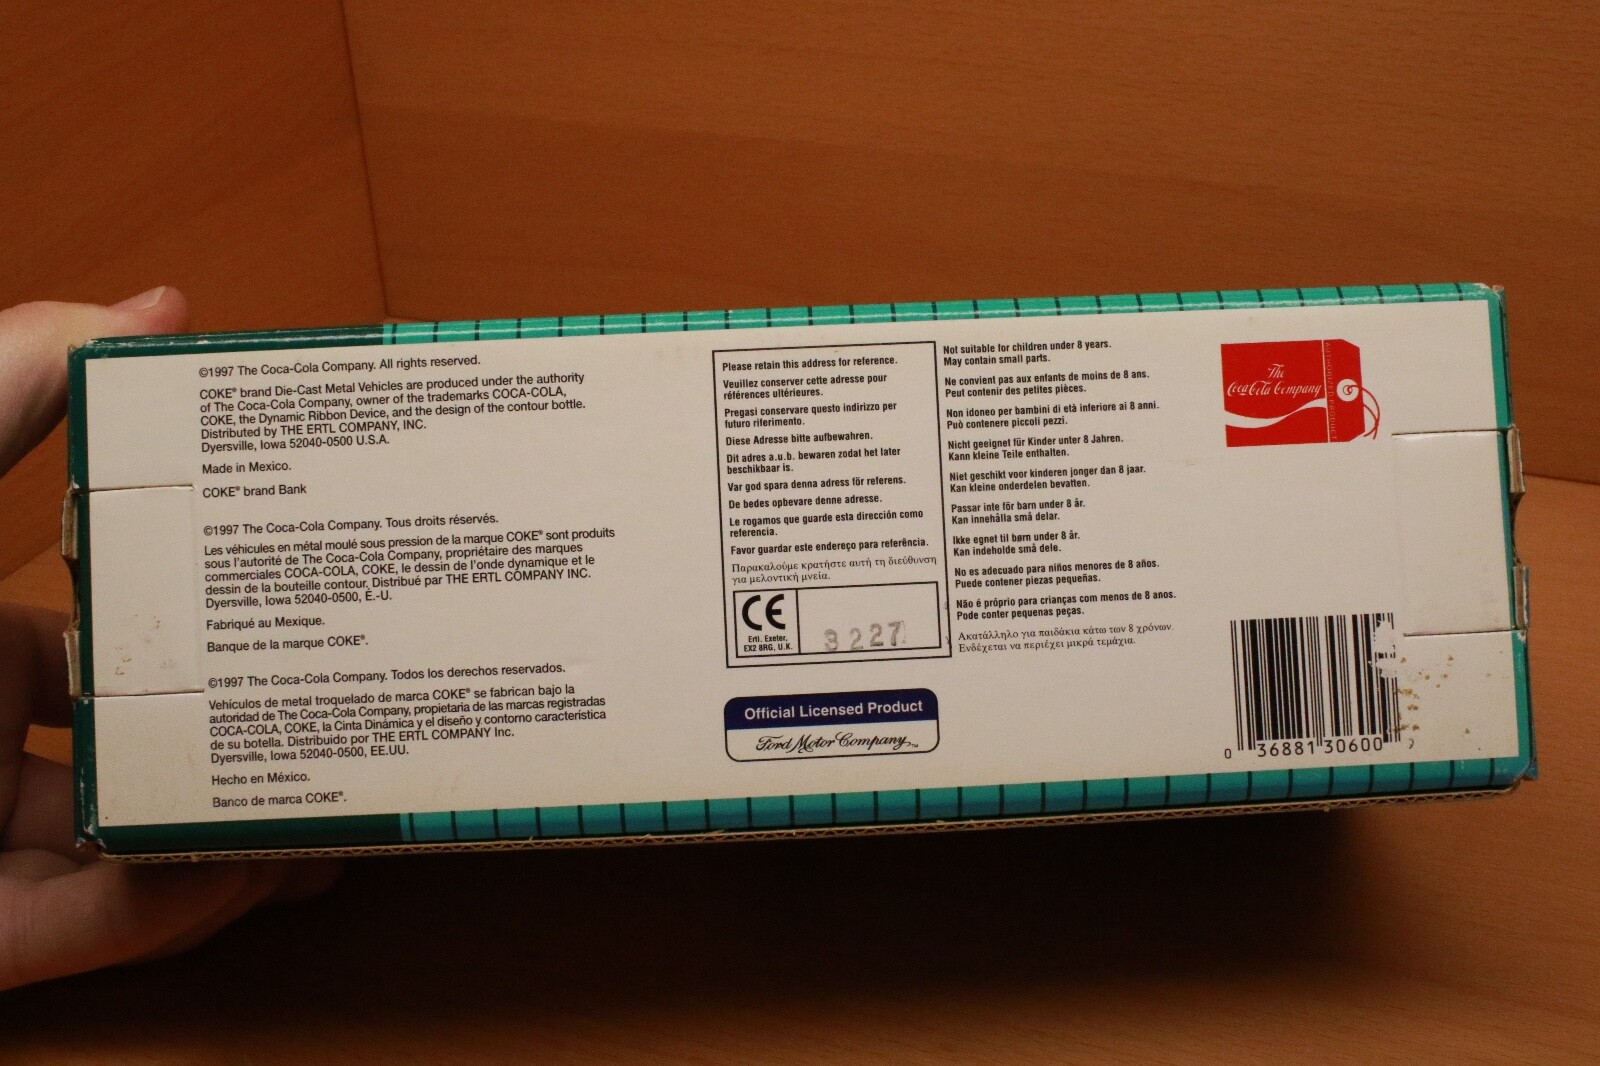 ©1997 The Coca-Cola Company. All rights reserved.
COKE® brand Die-Cast Metal Vehicles are produced under the authority
of The Coca-Cola Company, owner of the trademarks COCA-COLA,
COKE, the Dynamic Ribbon Device, and the design of the contour bottle.
Distributed by THE ERTL COMPANY, INC.
Dyersville, Iowa 52040-0500 U.S.A.
Made in Mexico.
COKE® brand Bank
©1997 The Coca-Cola Company. Tous droits réservés.
Les véhicules en métal moulé sous pression de la marque COKE® sont produits
sous l'autorité de The Coca-Cola Company, propriétaire des marques
commerciales COCA-COLA, COKE, le dessin de l'onde dynamique et le
dessin de la bouteille contour. Distribué par THE ERTL COMPANY INC.
Dyersville, Iowa 52040-0500, É.-U.
Fabriqué au Mexique.
Banque de la marque COKE®.
©1997 The Coca-Cola Company. Todos los derechos reservados.
Vehículos de metal troquelado de marca COKE® se fabrican bajo la
autoridad de The Coca-Cola Company, propietaria de las marcas registradas
COCA-COLA, COKE, la Cinta Dinámica y el diseño y contorno característica
de su botella. Distribuido por THE ERTL COMPANY Inc.
Dyersville, Iowa 52040-0500, EE.UU.
Hecho en México.
Banco de marca COKE®.
Please retain this address for reference.
Veuillez conserver cette adresse pour
références ultérieures.
Pregasi conservare questo indirizzo per
futuro riferimento.
Diese Adresse bitte aufbewahren.
Dit adres a.u.b. bewaren zodat het later
beschikbaar is.
Var god spara denna adress för referens.
De bedes opbevare denne adresse.
Le rogamos que guarde esta dirección como
referencia.
Favor guardar este endereço para referência.
Παρακαλούμε κρατήστε αυτή τη διεύθυνση
για μελοντική μνεία.
CE
Ertl, Exeter,
EX2 8RG, U.K.
3227
Official Licensed Product
Ford Motor Company™
Not suitable for children under 8 years.
May contain small parts.
Ne convient pas aux enfants de moins de 8 ans.
Peut contenir des petites pièces.
Non idoneo per bambini di età inferiore ai 8 anni.
Può contenere piccoli pezzi.
Nicht geeignet für Kinder unter 8 Jahren.
Kann kleine Teile enthalten.
Niet geschikt voor kinderen jonger dan 8 jaar.
Kan kleine onderdelen bevatten.
Passar inte för barn under 8 år.
Kan innehålla små delar.
Ikke egnet til børn under 8 år.
Kan indeholde små dele.
No es adecuado para niños menores de 8 años.
Puede contener piezas pequeñas.
Não é próprio para crianças com menos de 8 anos.
Pode conter pequenas peças.
Ακατάλληλο για παιδάκια κάτω των 8 χρόνων.
Ενδέχεται να περιέχει μικρά τεμάχια.
The
Coca-Cola Company
AUTHORIZED PRODUCT
0 36881 30600